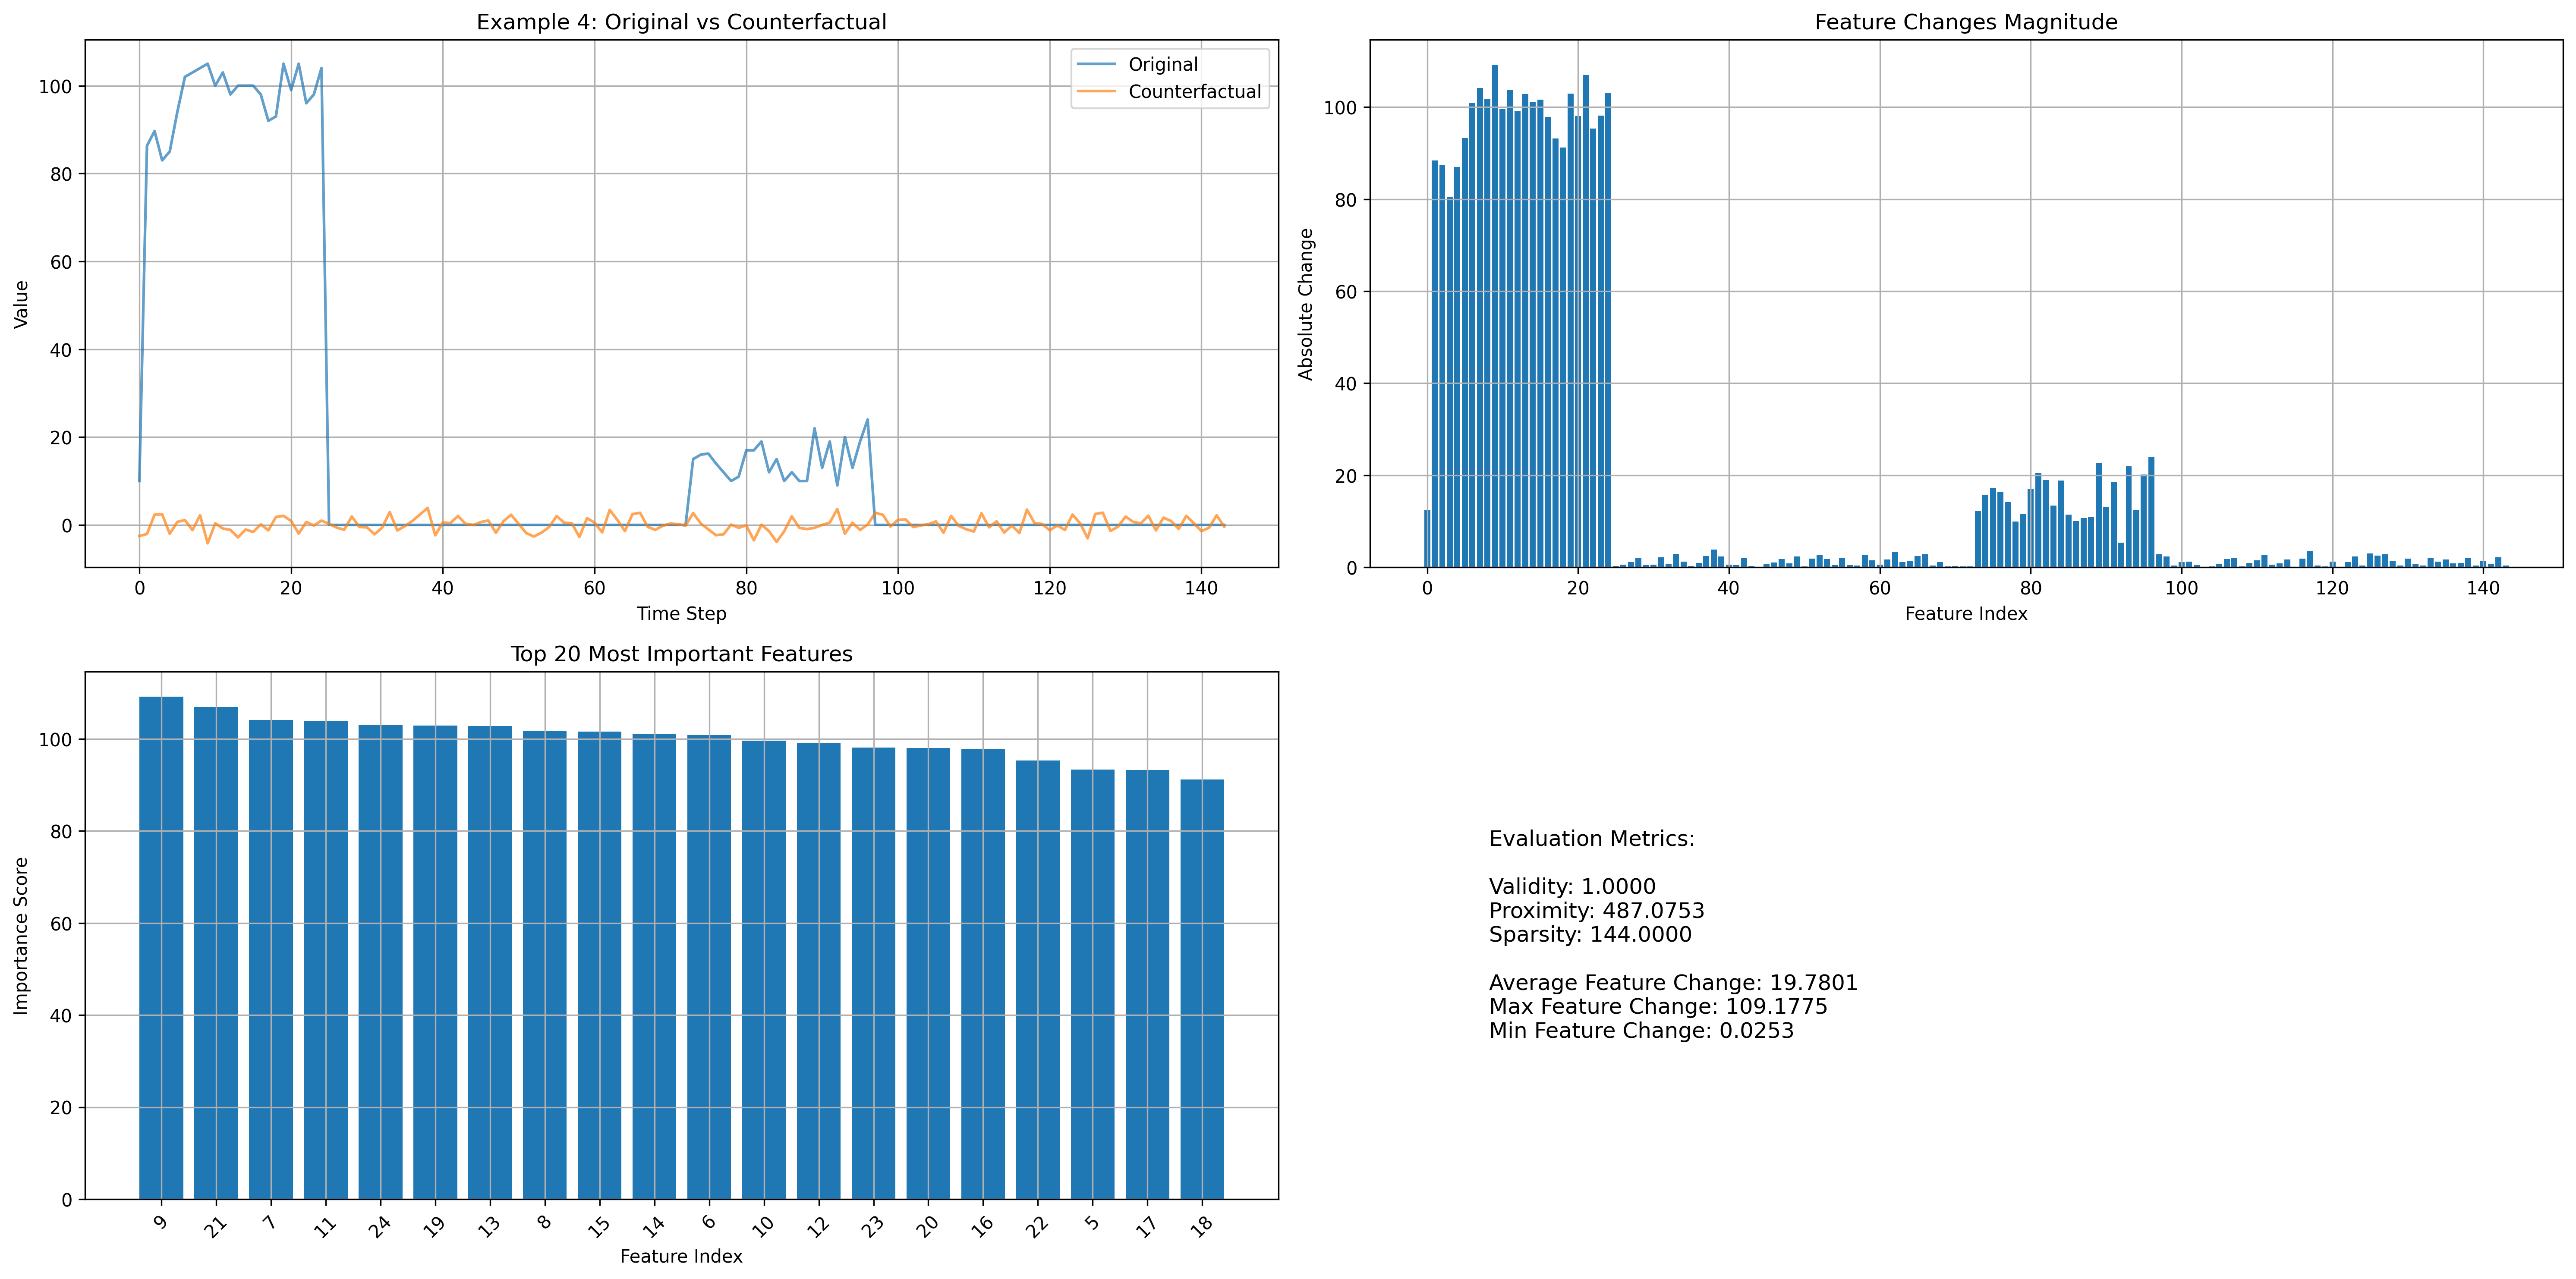 Example 4: Original vs Counterfactual
Original
Counterfactual
Value
100
80
60
40
20
0
0 20 40 60 80 100 120 140
Time Step
Feature Changes Magnitude
Absolute Change
100
80
60
40
20
0
0 20 40 60 80 100 120 140
Feature Index
Top 20 Most Important Features
Importance Score
100
80
60
40
20
0
9 21 7 11 24 19 13 8 15 14 6 10 12 23 20 16 22 5 17 18
Feature Index
Evaluation Metrics:
Validity: 1.0000
Proximity: 487.0753
Sparsity: 144.0000
Average Feature Change: 19.7801
Max Feature Change: 109.1775
Min Feature Change: 0.0253